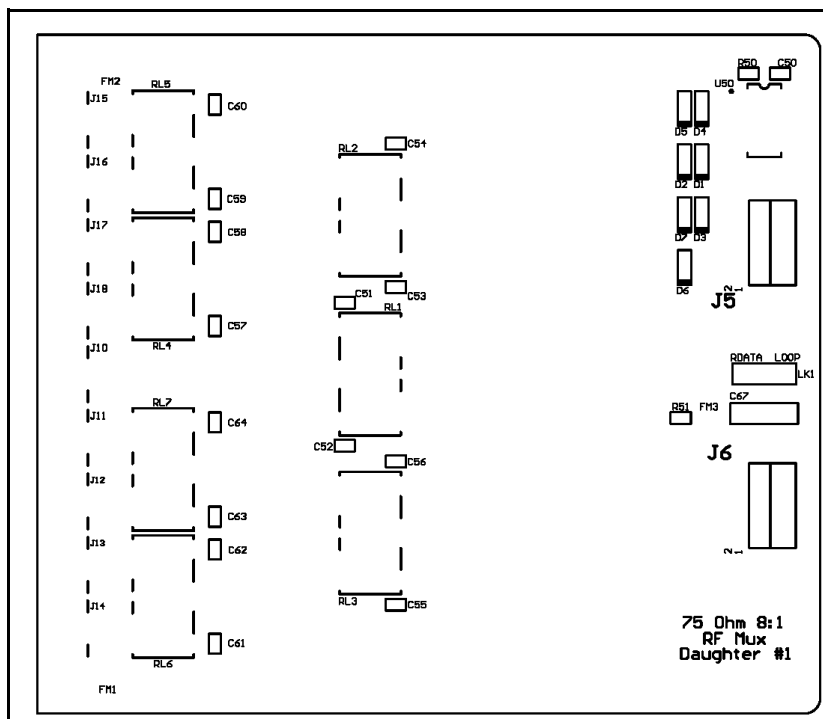 FM2
RL5
J15
C60
J16
C59
J17
C58
J18
C57
J10
RL4
J11
RL7
C64
J12
C63
J13
C62
J14
C61
RL6
FM1
RL2
C54
C51
C53
RL1
C52
C56
RL3
C55
R50 C50
U50
D5 D4
D2 D1
D7 D3
D6
2
1
J5
RDATA LOOP
LK1
C67
R51
FM3
J6
2
1
75 Ohm 8:1
RF Mux
Daughter #1